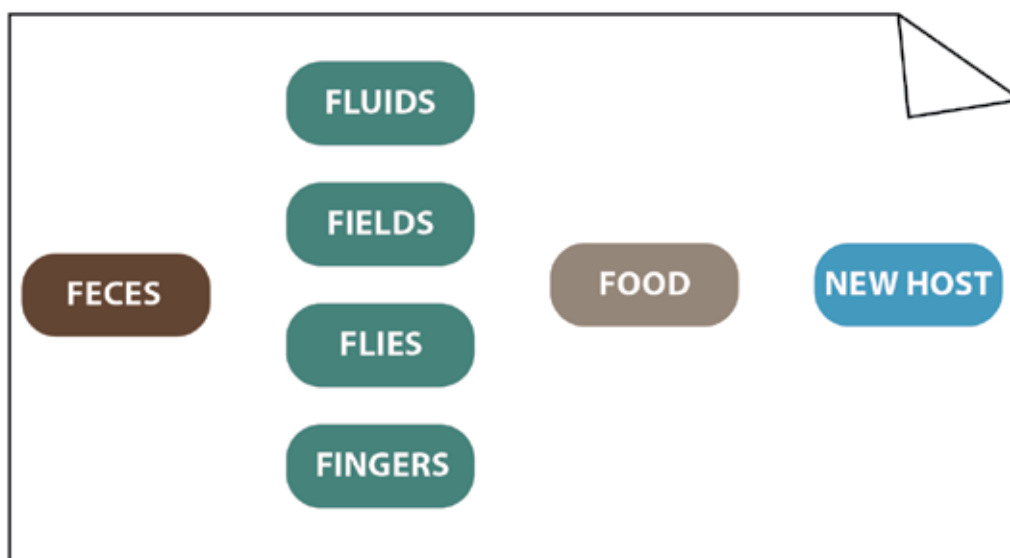 FECES
FLUIDS
FIELDS
FLIES
FINGERS
FOOD
NEW HOST